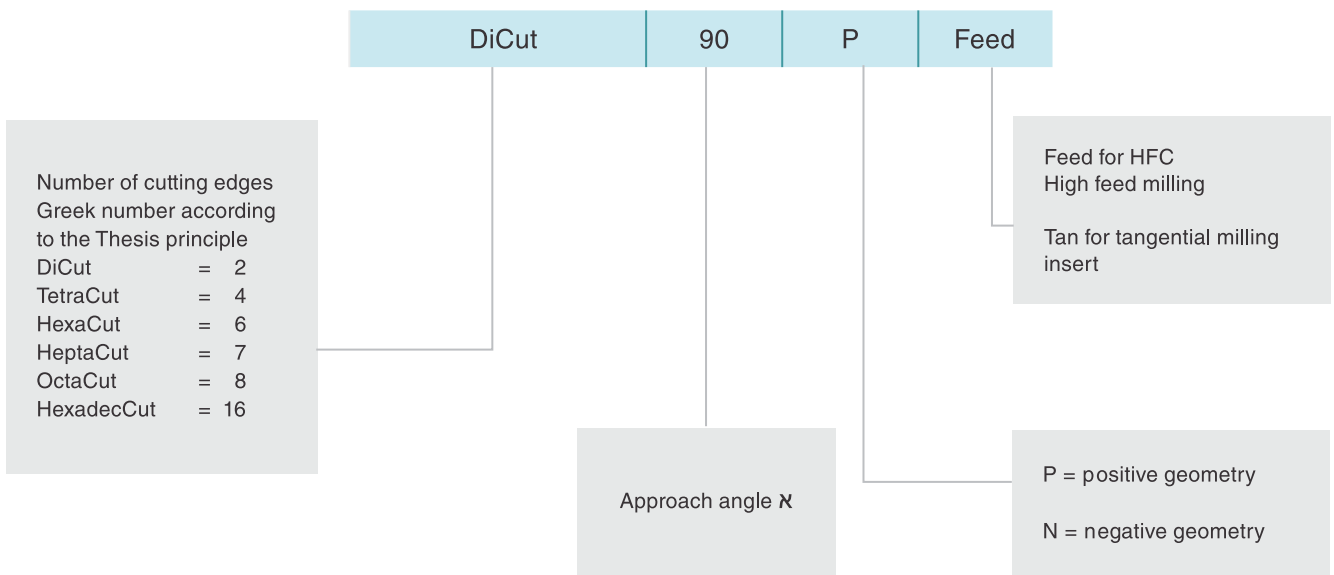 DiCut 90 P Feed
Number of cutting edges
Greek number according
to the Thesis principle
DiCut = 2
TetraCut = 4
HexaCut = 6
HeptaCut = 7
OctaCut = 8
HexadecCut = 16
Approach angle א
Feed for HFC
High feed milling
Tan for tangential milling
insert
P = positive geometry
N = negative geometry